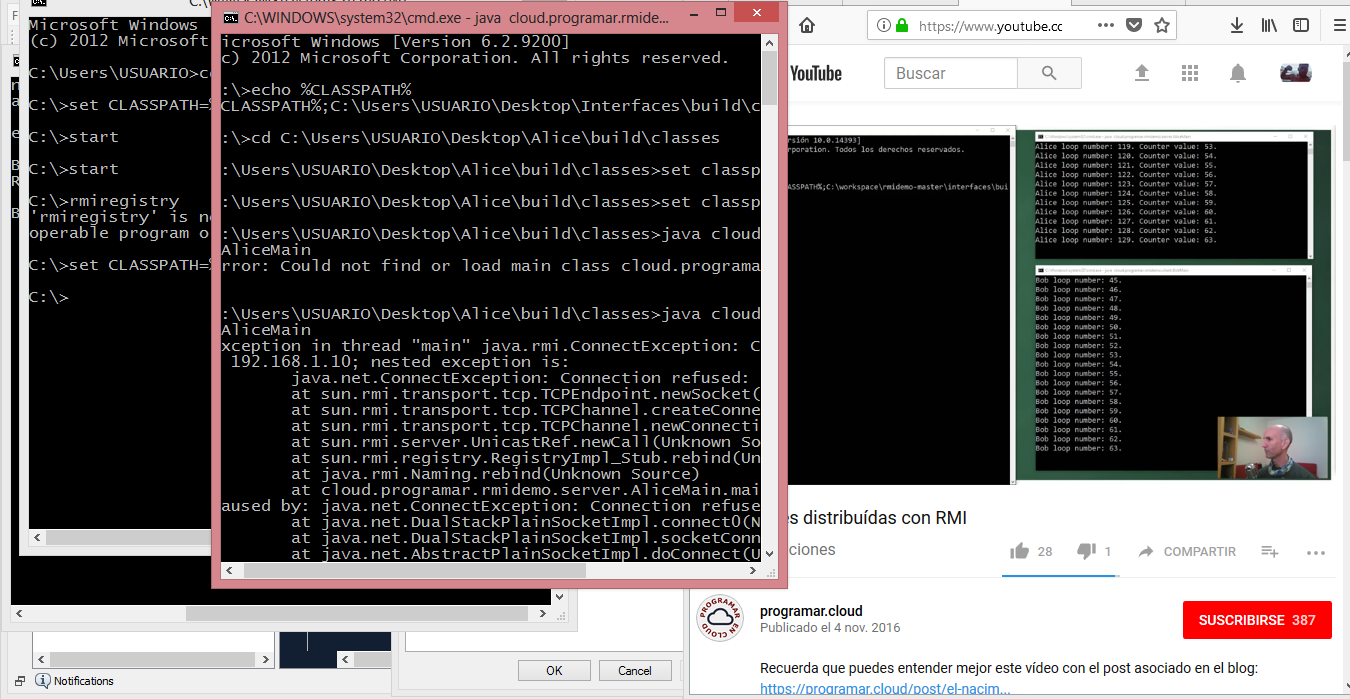 Microsoft Windows
(c) 2012 Microsoft
C:\Users\USUARIO>c
C:\>set CLASSPATH=%
C:\>start
C:\>start
C:\>rmiregistry
'rmiregistry' is n
operable program o
C:\>set CLASSPATH=%
C:\>
C:\WINDOWS\system32\cmd.exe - java cloud.programar.rmide...
icrosoft Windows [Version 6.2.9200]
c) 2012 Microsoft Corporation. All rights reserved.
:\>echo %CLASSPATH%
CLASSPATH%;C:\Users\USUARIO\Desktop\Interfaces\build\c
:\>cd C:\Users\USUARIO\Desktop\Alice\build\classes
:\Users\USUARIO\Desktop\Alice\build\classes>set classp
:\Users\USUARIO\Desktop\Alice\build\classes>set classp
:\Users\USUARIO\Desktop\Alice\build\classes>java cloud
AliceMain
rror: Could not find or load main class cloud.programa
:\Users\USUARIO\Desktop\Alice\build\classes>java cloud
AliceMain
xception in thread "main" java.rmi.ConnectException: C
192.168.1.10; nested exception is:
java.net.ConnectException: Connection refused:
at sun.rmi.transport.tcp.TCPEndpoint.newSocket(
at sun.rmi.transport.tcp.TCPChannel.createConne
at sun.rmi.transport.tcp.TCPChannel.newConnecti
at sun.rmi.server.UnicastRef.newCall(Unknown So
at sun.rmi.registry.RegistryImpl_Stub.rebind(Un
at java.rmi.Naming.rebind(Unknown Source)
at cloud.programar.rmidemo.server.AliceMain.mai
aused by: java.net.ConnectException: Connection refuse
at java.net.DualStackPlainSocketImpl.connect0(N
at java.net.DualStackPlainSocketImpl.socketConn
at java.net.AbstractPlainSocketImpl.doConnect(U
OK
Cancel
Notifications
https://www.youtube.cc
YouTube
Buscar
rsión 10.0.14393]
rporation. Todos los derechos reservados.
ASSPATH%;C:\workspace\rmidemo-master\interfaces\bui
Alice loop number: 119. Counter value: 53.
Alice loop number: 120. Counter value: 54.
Alice loop number: 121. Counter value: 55.
Alice loop number: 122. Counter value: 56.
Alice loop number: 123. Counter value: 57.
Alice loop number: 124. Counter value: 58.
Alice loop number: 125. Counter value: 59.
Alice loop number: 126. Counter value: 60.
Alice loop number: 127. Counter value: 61.
Alice loop number: 128. Counter value: 62.
Alice loop number: 129. Counter value: 63.
Bob loop number: 45.
Bob loop number: 46.
Bob loop number: 47.
Bob loop number: 48.
Bob loop number: 49.
Bob loop number: 50.
Bob loop number: 51.
Bob loop number: 52.
Bob loop number: 53.
Bob loop number: 54.
Bob loop number: 55.
Bob loop number: 56.
Bob loop number: 57.
Bob loop number: 58.
Bob loop number: 59.
Bob loop number: 60.
Bob loop number: 61.
Bob loop number: 62.
Bob loop number: 63.
es distribuídas con RMI
ciones
28
1
COMPARTIR
PROGRAMAR EN CLOUD
programar.cloud
Publicado el 4 nov. 2016
SUSCRIBIRSE 387
Recuerda que puedes entender mejor este vídeo con el post asociado en el blog:
https://programar.cloud/post/el-nacim...